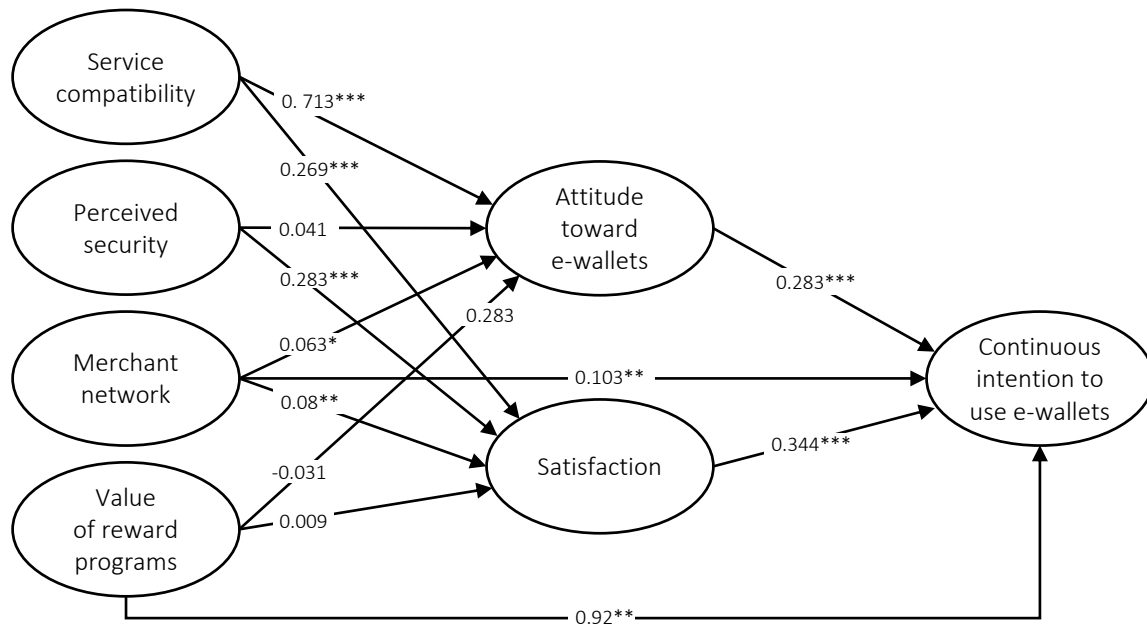 Service
compatibility
0. 713***
0.269***
Perceived
security
0.041
0.283***
Attitude
toward
e-wallets
0.283***
0.283
Merchant
network
0.063*
0.08**
0.103**
Continuous
intention to
use e-wallets
Satisfaction
0.344***
Value
of reward
programs
-0.031
0.009
0.92**